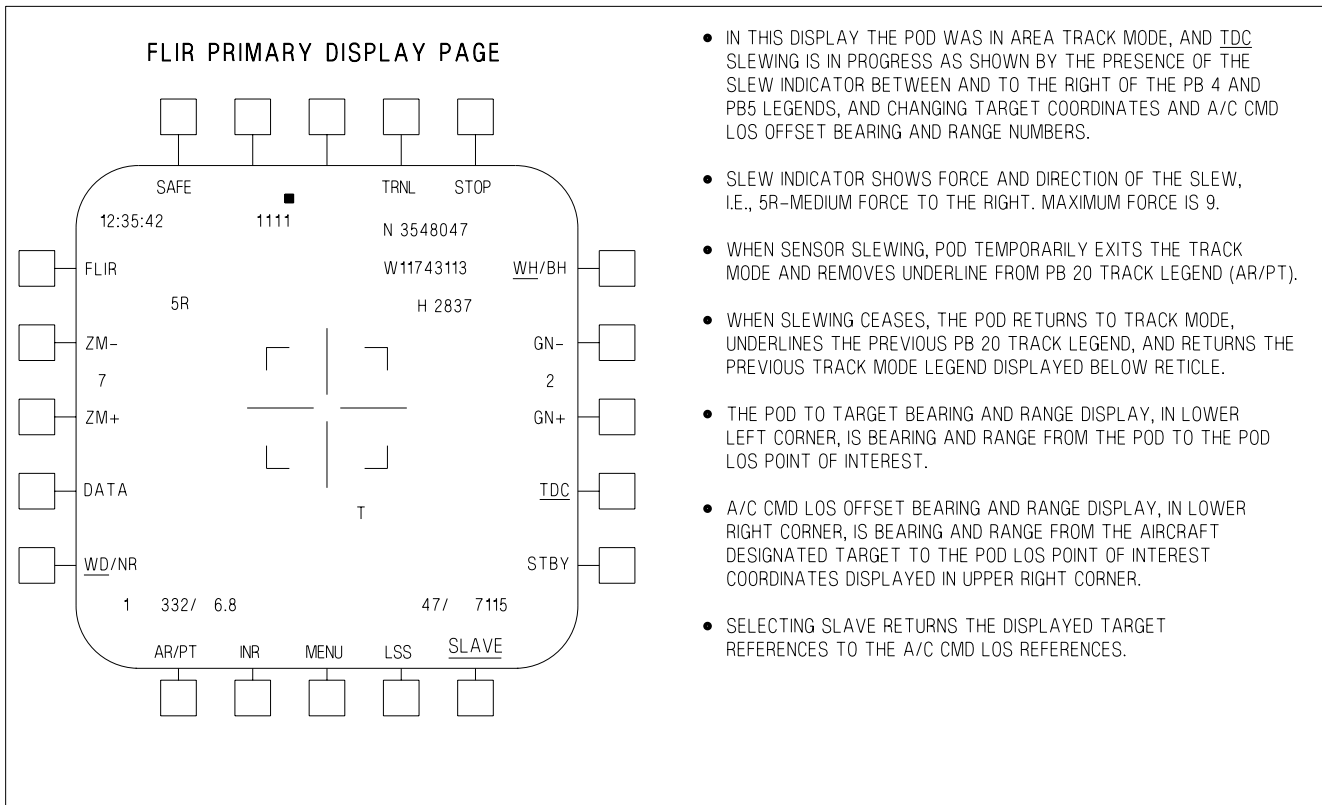 FLIR PRIMARY DISPLAY PAGE
SAFE
TRNL
STOP
12:35:42
1111
N 3548047
FLIR
W11743113
WH/BH
5R
H 2837
ZM-
GN-
7
2
ZM+
GN+
DATA
TDC
T
WD/NR
STBY
1 332/ 6.8
47/ 7115
AR/PT
INR
MENU
LSS
SLAVE
• IN THIS DISPLAY THE POD WAS IN AREA TRACK MODE, AND TDC
SLEWING IS IN PROGRESS AS SHOWN BY THE PRESENCE OF THE
SLEW INDICATOR BETWEEN AND TO THE RIGHT OF THE PB 4 AND
PB5 LEGENDS, AND CHANGING TARGET COORDINATES AND A/C CMD
LOS OFFSET BEARING AND RANGE NUMBERS.
• SLEW INDICATOR SHOWS FORCE AND DIRECTION OF THE SLEW,
I.E., 5R-MEDIUM FORCE TO THE RIGHT. MAXIMUM FORCE IS 9.
• WHEN SENSOR SLEWING, POD TEMPORARILY EXITS THE TRACK
MODE AND REMOVES UNDERLINE FROM PB 20 TRACK LEGEND (AR/PT).
• WHEN SLEWING CEASES, THE POD RETURNS TO TRACK MODE,
UNDERLINES THE PREVIOUS PB 20 TRACK LEGEND, AND RETURNS THE
PREVIOUS TRACK MODE LEGEND DISPLAYED BELOW RETICLE.
• THE POD TO TARGET BEARING AND RANGE DISPLAY, IN LOWER
LEFT CORNER, IS BEARING AND RANGE FROM THE POD TO THE POD
LOS POINT OF INTEREST.
• A/C CMD LOS OFFSET BEARING AND RANGE DISPLAY, IN LOWER
RIGHT CORNER, IS BEARING AND RANGE FROM THE AIRCRAFT
DESIGNATED TARGET TO THE POD LOS POINT OF INTEREST
COORDINATES DISPLAYED IN UPPER RIGHT CORNER.
• SELECTING SLAVE RETURNS THE DISPLAYED TARGET
REFERENCES TO THE A/C CMD LOS REFERENCES.